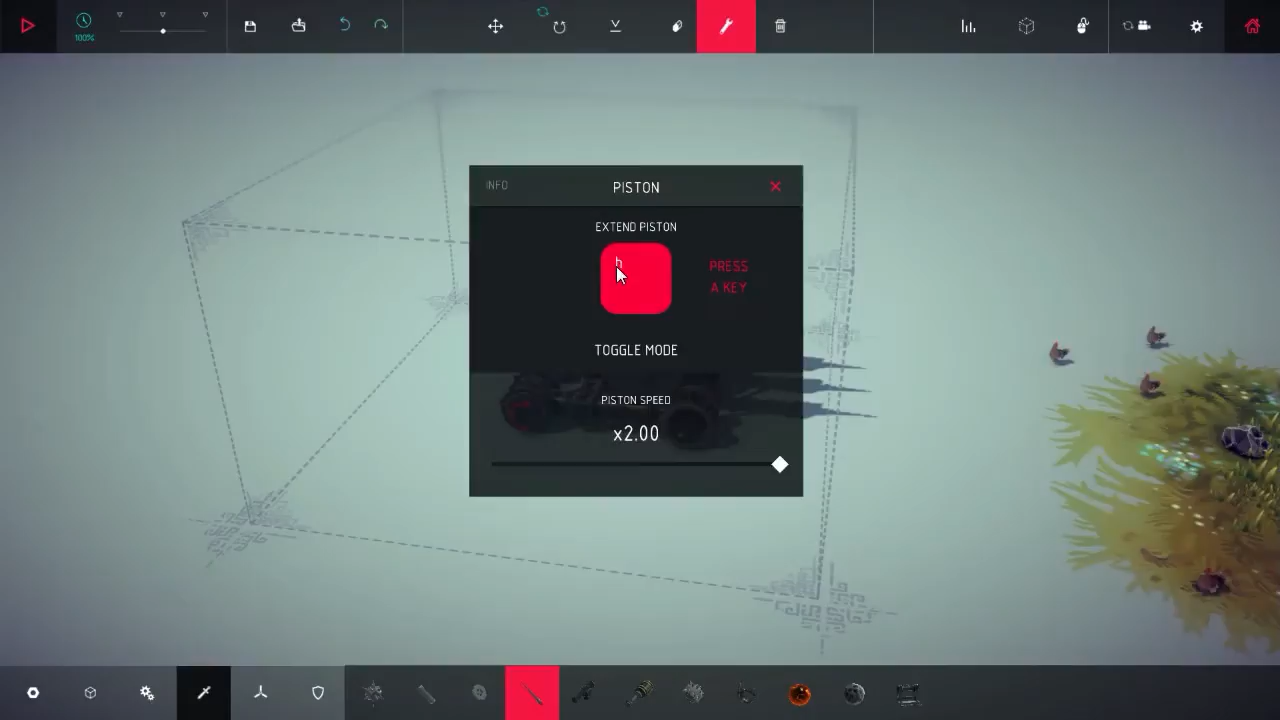 100%
INFO
PISTON
EXTEND PISTON
h
PRESS
A KEY
TOGGLE MODE
PISTON SPEED
x2.00